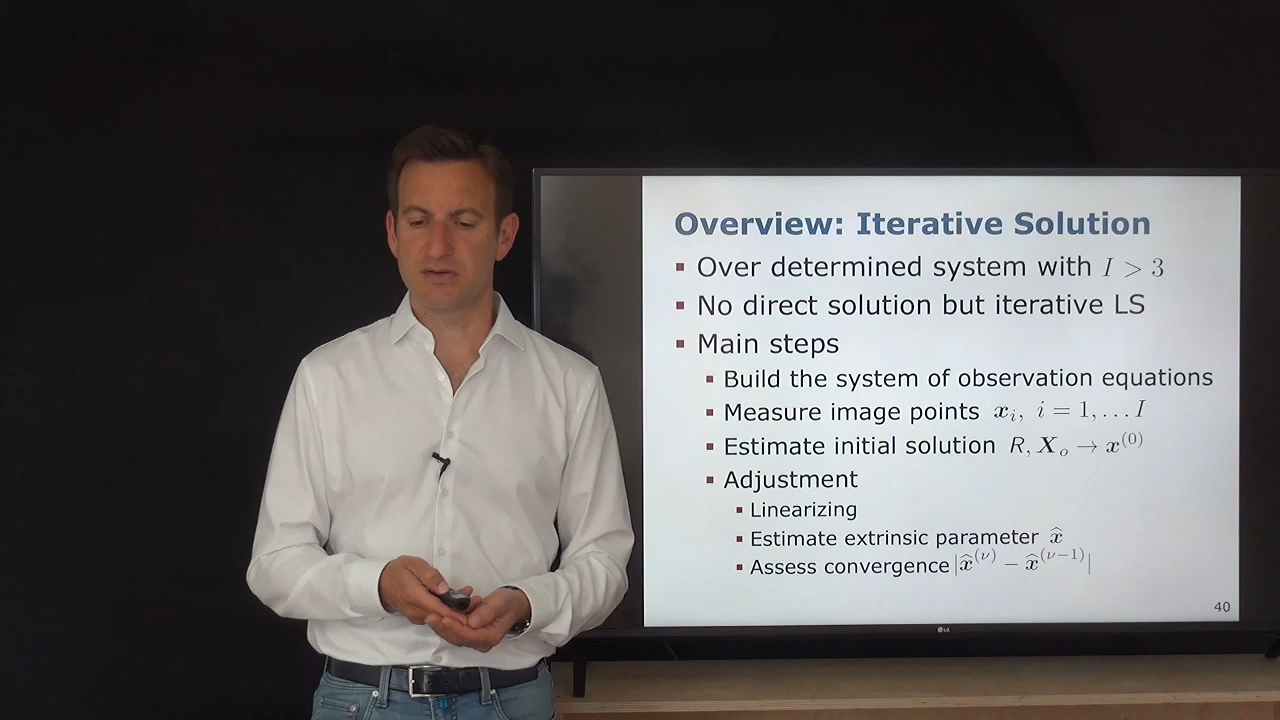 Overview: Iterative Solution
▪ Over determined system with I > 3
▪ No direct solution but iterative LS
▪ Main steps
▪ Build the system of observation equations
▪ Measure image points x_i, i = 1, … I
▪ Estimate initial solution R, X_o → x^(0)
▪ Adjustment
▪ Linearizing
▪ Estimate extrinsic parameter x̂
▪ Assess convergence |x̂^(ν) − x̂^(ν−1)|
40
LG